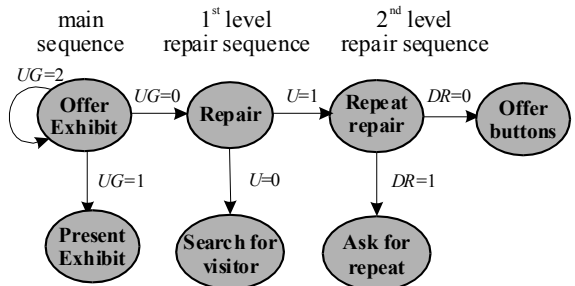 main
sequence
1st level
repair sequence
2nd level
repair sequence
UG=2
Offer
Exhibit
UG=0
Repair
U=1
Repeat
repair
DR=0
Offer
buttons
UG=1
U=0
DR=1
Present
Exhibit
Search for
visitor
Ask for
repeat